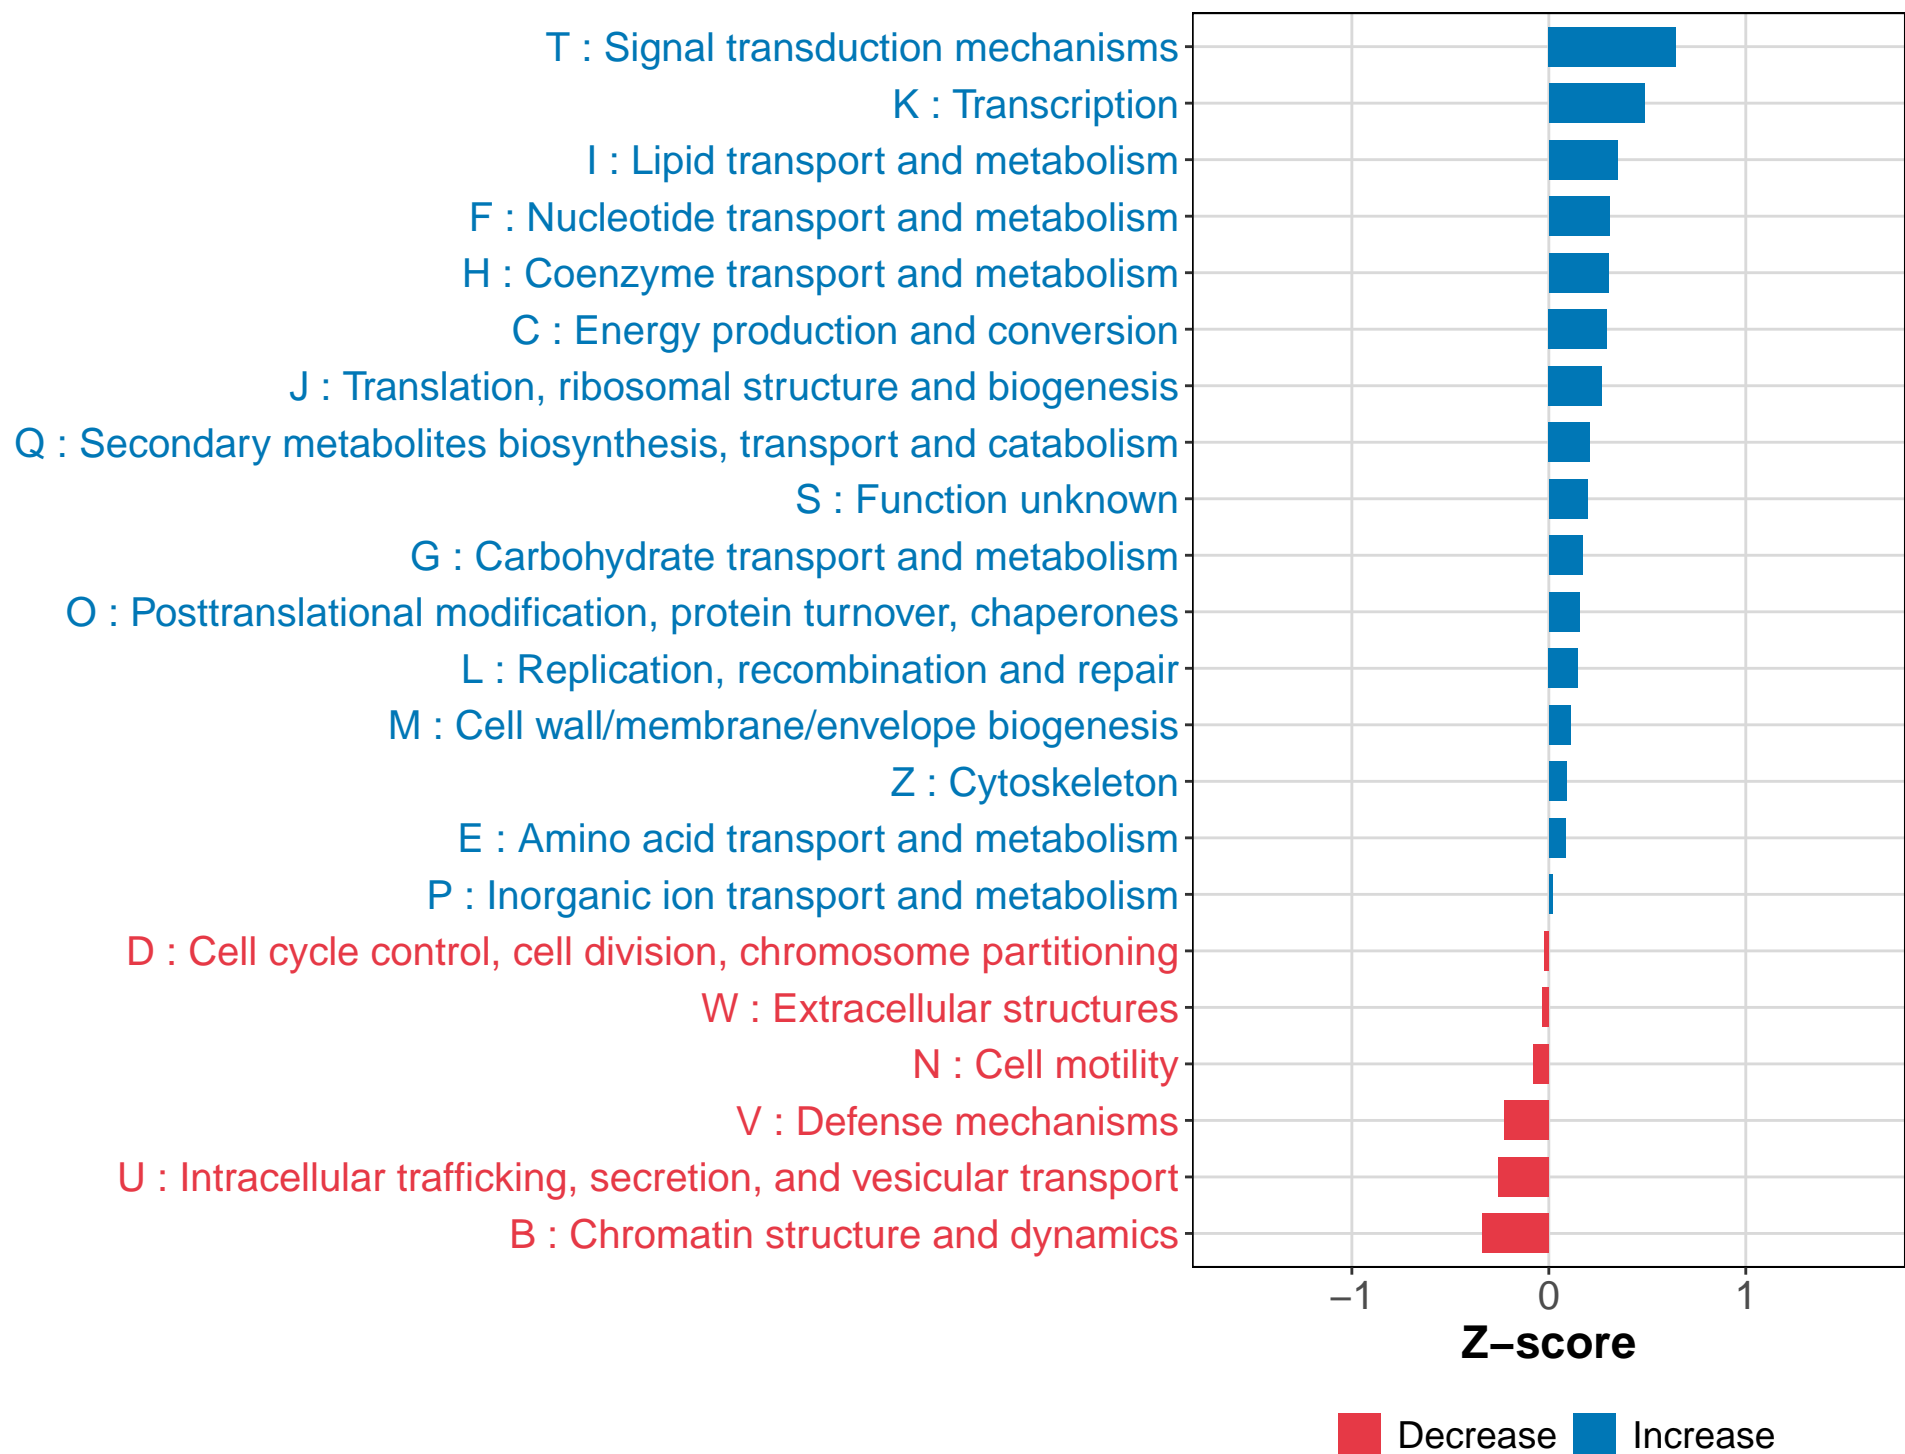 T : Signal transduction mechanisms
K : Transcription
I : Lipid transport and metabolism
F : Nucleotide transport and metabolism
H : Coenzyme transport and metabolism
C : Energy production and conversion
J : Translation, ribosomal structure and biogenesis
Q : Secondary metabolites biosynthesis, transport and catabolism
S : Function unknown
G : Carbohydrate transport and metabolism
O : Posttranslational modification, protein turnover, chaperones
L : Replication, recombination and repair
M : Cell wall/membrane/envelope biogenesis
Z : Cytoskeleton
E : Amino acid transport and metabolism
P : Inorganic ion transport and metabolism
D : Cell cycle control, cell division, chromosome partitioning
W : Extracellular structures
N : Cell motility
V : Defense mechanisms
U : Intracellular trafficking, secretion, and vesicular transport
B : Chromatin structure and dynamics
−1 0 1
Z−score
Decrease Increase